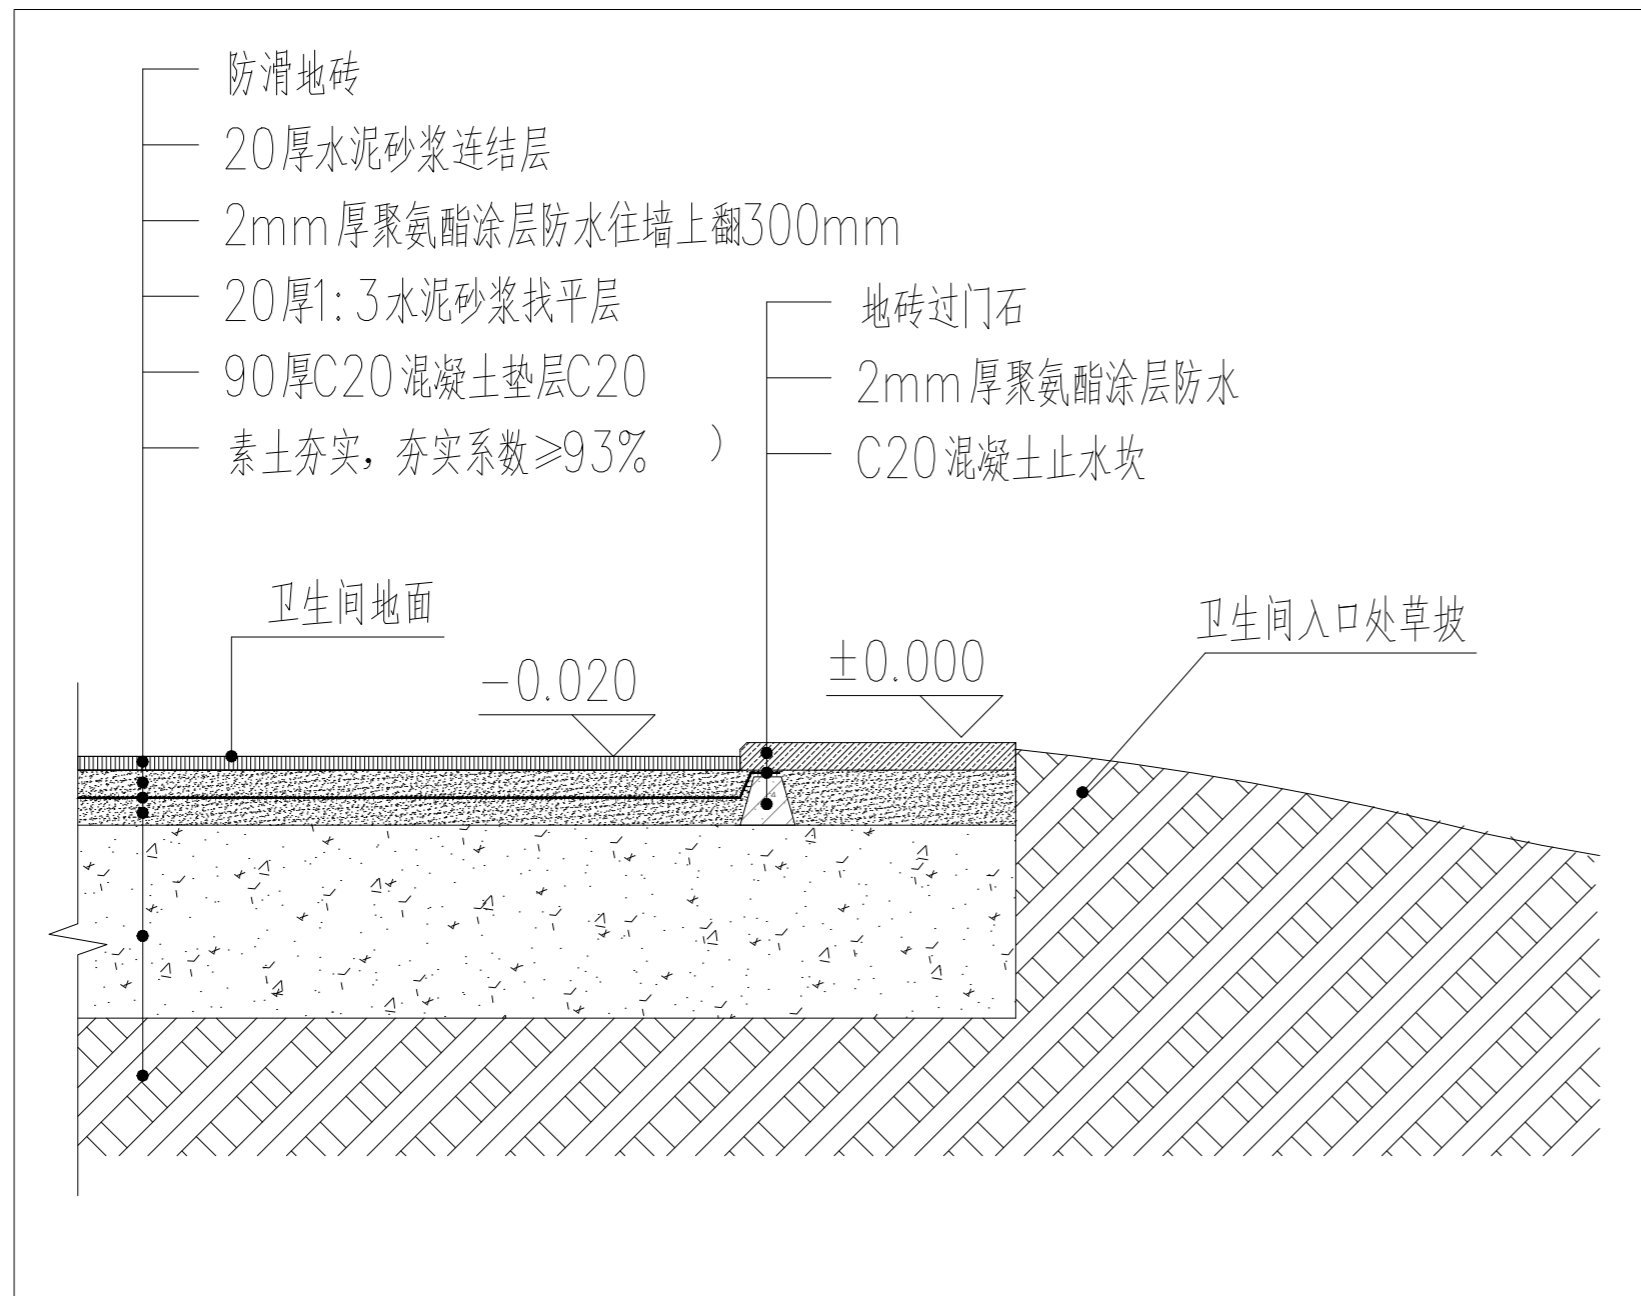 防滑地砖
20厚水泥砂浆连结层
2mm厚聚氨酯涂层防水往墙上翻300mm
20厚1:3水泥砂浆找平层
90厚C20混凝土垫层C20
素土夯实，夯实系数≥93% ）
地砖过门石
2mm厚聚氨酯涂层防水
C20混凝土止水坎
卫生间地面
-0.020
±0.000
卫生间入口处草坡